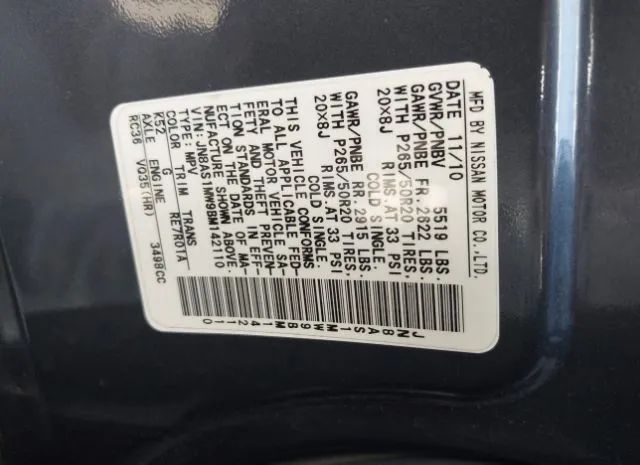 MFD BY NISSAN MOTOR CO.,LTD.
DATE 11/10
GVWR/PNBV 5519 LBS.
GAWR/PNBE FR. 2822 LBS.
WITH P265/50R20 TIRES,
20X8J RIMS.AT 33 PSI
COLD SINGLE.
GAWR/PNBE RR. 2915 LBS.
WITH P265/50R20 TIRES,
20X8J RIMS.AT 33 PSI
COLD SINGLE.
THIS VEHICLE CONFORMS
TO ALL APPLICABLE FED-
ERAL MOTOR VEHICLE SA-
FETY AND THEFT PREVEN-
TION STANDARDS IN EFF-
ECT ON THE DATE OF MA-
NUFACTURE SHOWN ABOVE.
VIN:JN8AS1MW9BM142110
TYPE:MPV
COLOR TRIM TRANS
K52 G RE7R01A
AXLE ENGINE
RC36 VQ35(HR) 3498CC
JN8AS1MW9BM142110